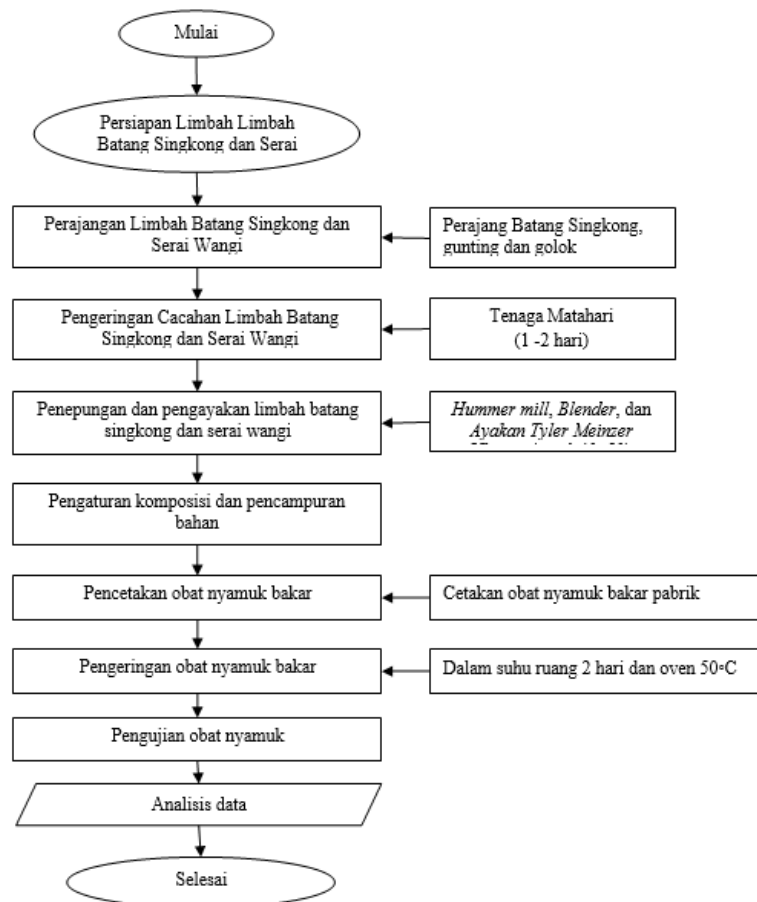 Mulai
Persiapan Limbah Limbah
Batang Singkong dan Serai
Perajangan Limbah Batang Singkong dan
Serai Wangi
Perajang Batang Singkong,
gunting dan golok
Pengeringan Cacahan Limbah Batang
Singkong dan Serai Wangi
Tenaga Matahari
(1 -2 hari)
Penepungan dan pengayakan limbah batang
singkong dan serai wangi
Hummer mill, Blender, dan
Ayakan Tyler Meinzer
Pengaturan komposisi dan pencampuran
bahan
Pencetakan obat nyamuk bakar
Cetakan obat nyamuk bakar pabrik
Pengeringan obat nyamuk bakar
Dalam suhu ruang 2 hari dan oven 50°C
Pengujian obat nyamuk
Analisis data
Selesai